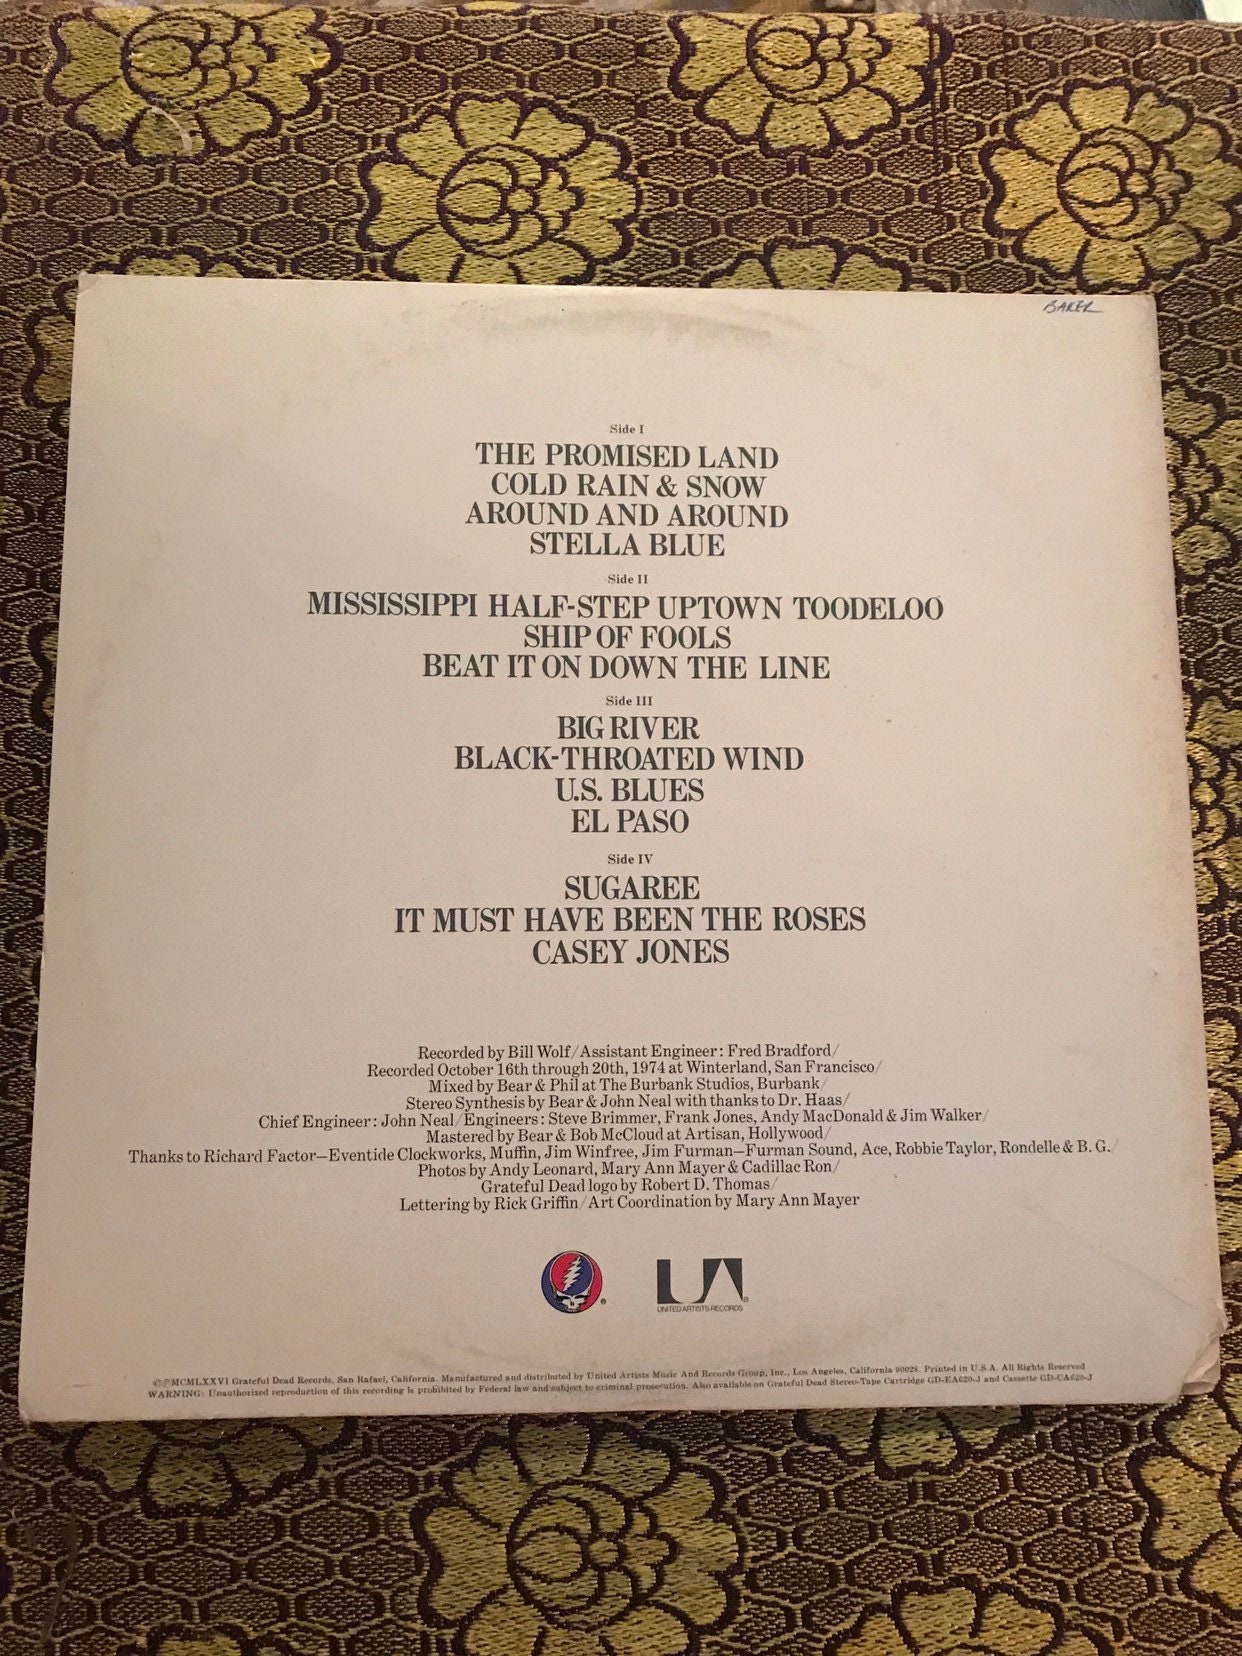 BAKER
Side I
THE PROMISED LAND
COLD RAIN & SNOW
AROUND AND AROUND
STELLA BLUE
Side II
MISSISSIPPI HALF-STEP UPTOWN TOODELOO
SHIP OF FOOLS
BEAT IT ON DOWN THE LINE
Side III
BIG RIVER
BLACK-THROATED WIND
U.S. BLUES
EL PASO
Side IV
SUGAREE
IT MUST HAVE BEEN THE ROSES
CASEY JONES
Recorded by Bill Wolf/Assistant Engineer: Fred Bradford/
Recorded October 16th through 20th, 1974 at Winterland, San Francisco/
Mixed by Bear & Phil at The Burbank Studios, Burbank/
Stereo Synthesis by Bear & John Neal with thanks to Dr. Haas/
Chief Engineer: John Neal/Engineers: Steve Brimmer, Frank Jones, Andy MacDonald & Jim Walker/
Mastered by Bear & Bob McCloud at Artisan, Hollywood/
Thanks to Richard Factor—Eventide Clockworks, Muffin, Jim Winfree, Jim Furman—Furman Sound, Ace, Robbie Taylor, Rondelle & B. G./
Photos by Andy Leonard, Mary Ann Mayer & Cadillac Ron/
Grateful Dead logo by Robert D. Thomas/
Lettering by Rick Griffin/Art Coordination by Mary Ann Mayer
® UA ®
UNITED ARTISTS RECORDS
©℗MCMLXXVI Grateful Dead Records, San Rafael, California. Manufactured and distributed by United Artists Music And Records Group, Inc., Los Angeles, California 90028. Printed in U.S.A. All Rights Reserved
WARNING: Unauthorized reproduction of this recording is prohibited by Federal law and subject to criminal prosecution. Also available on Grateful Dead Stereo-Tape Cartridge GD-EA620-J and Cassette GD-CA620-J